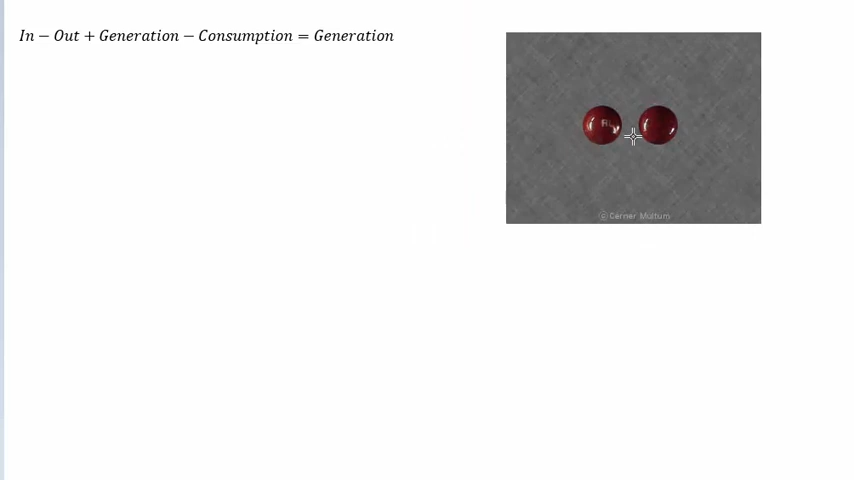 In − Out + Generation − Consumption = Generation
© Cerner Multum